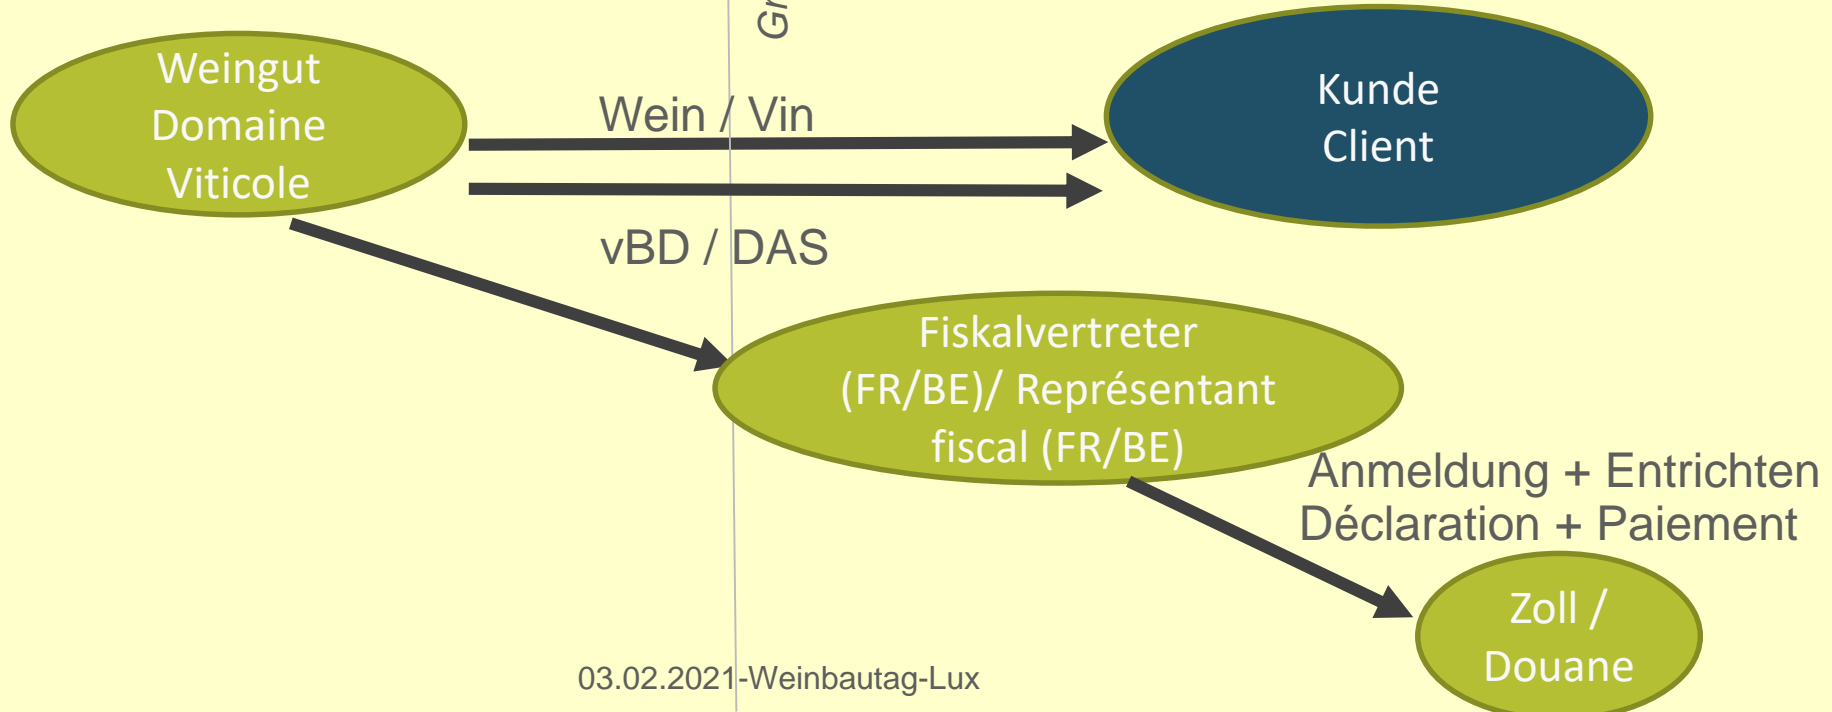 Gr
Weingut
Domaine
Viticole
Wein / Vin
Kunde
Client
vBD / DAS
Fiskalvertreter
(FR/BE)/ Représentant
fiscal (FR/BE)
Anmeldung + Entrichten
Déclaration + Paiement
Zoll /
Douane
03.02.2021-Weinbautag-Lux